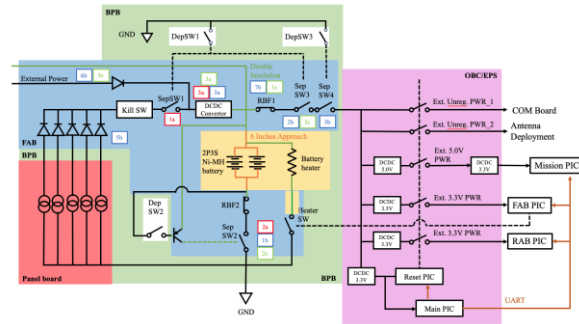 BPB
GND
DepSW1
DepSW3
Double
Insulation
External Power
6b
5c
3a
7b
1c
5a
3a
Kill SW
SepSW1
DCDC
Converter
RBF1
Sep
SW3
Sep
SW4
1a
2b
3c
3b
FAB
5b
BPB
6 Inches Approach
2P3S
Ni-MH
battery
Battery
heater
Dep
SW2
RBF2
Sep
SW2
2a
1b
2c
Heater
SW
Panel board
BPB
GND
OBC/EPS
Ext. Unreg. PWR_1
COM Board
Ext. Unreg. PWR_2
Antenna
Deployment
DCDC
5.0V
Ext. 5.0V
PWR
DCDC
3.3V
Mission PIC
DCDC
3.3V
Ext. 3.3V PWR
FAB PIC
DCDC
3.3V
Ext. 3.3V PWR
RAB PIC
DCDC
3.3V
Reset PIC
Main PIC
UART